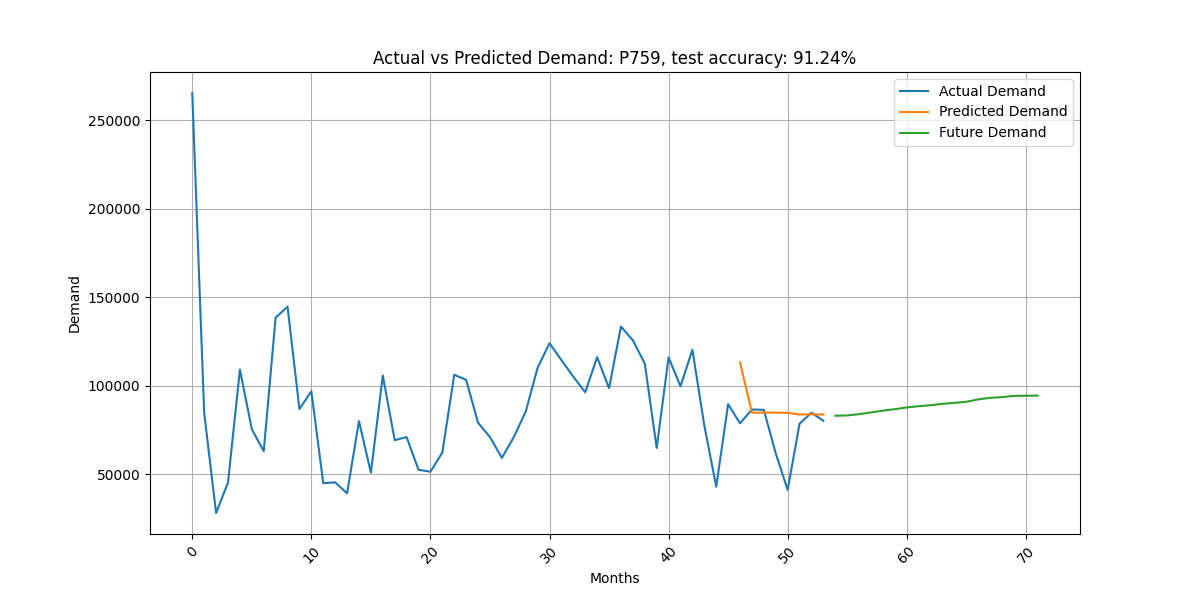 Actual vs Predicted Demand: P759, test accuracy: 91.24%
Actual Demand
Predicted Demand
Future Demand
250000
200000
150000
100000
50000
Demand
0
10
20
30
40
50
60
70
Months